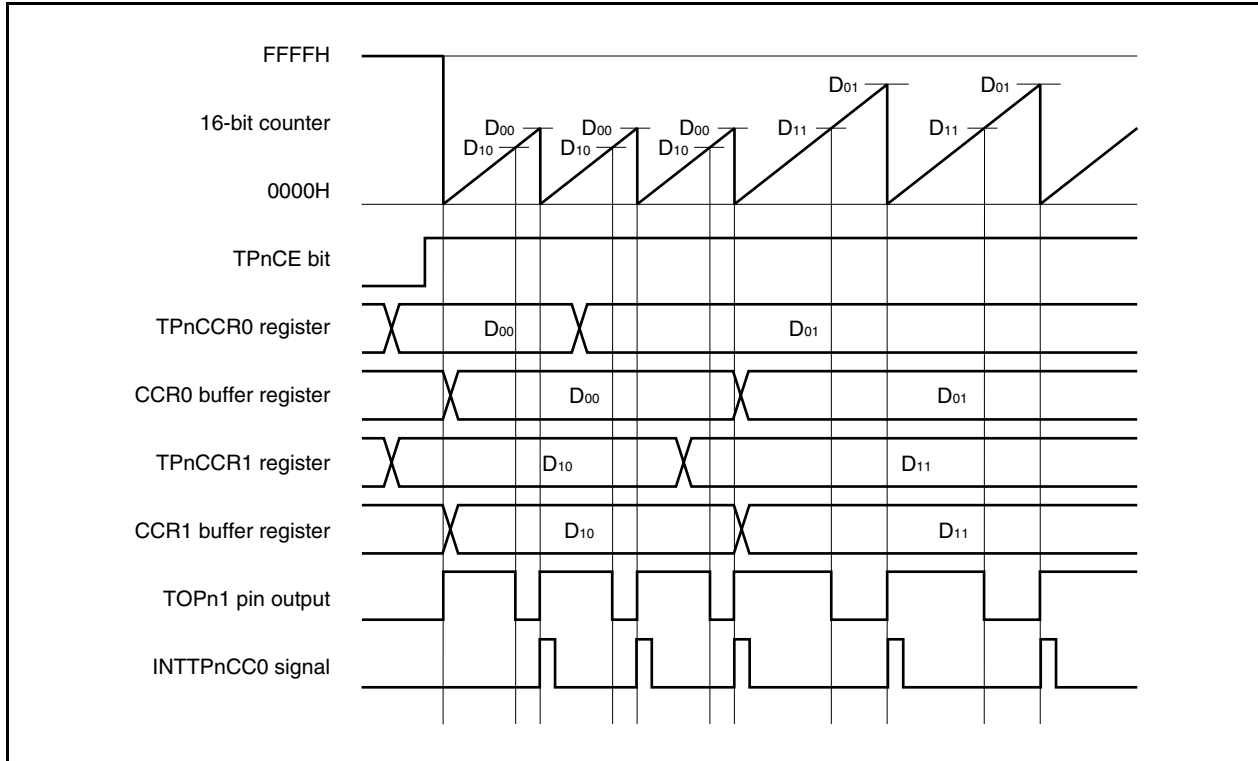 FFFFH
16-bit counter
0000H
D01 D01
D00 D00 D00 D11 D11
D10 D10 D10
TPnCE bit
TPnCCR0 register
D00 D01
CCR0 buffer register
D00 D01
TPnCCR1 register
D10 D11
CCR1 buffer register
D10 D11
TOPn1 pin output
INTTPnCC0 signal